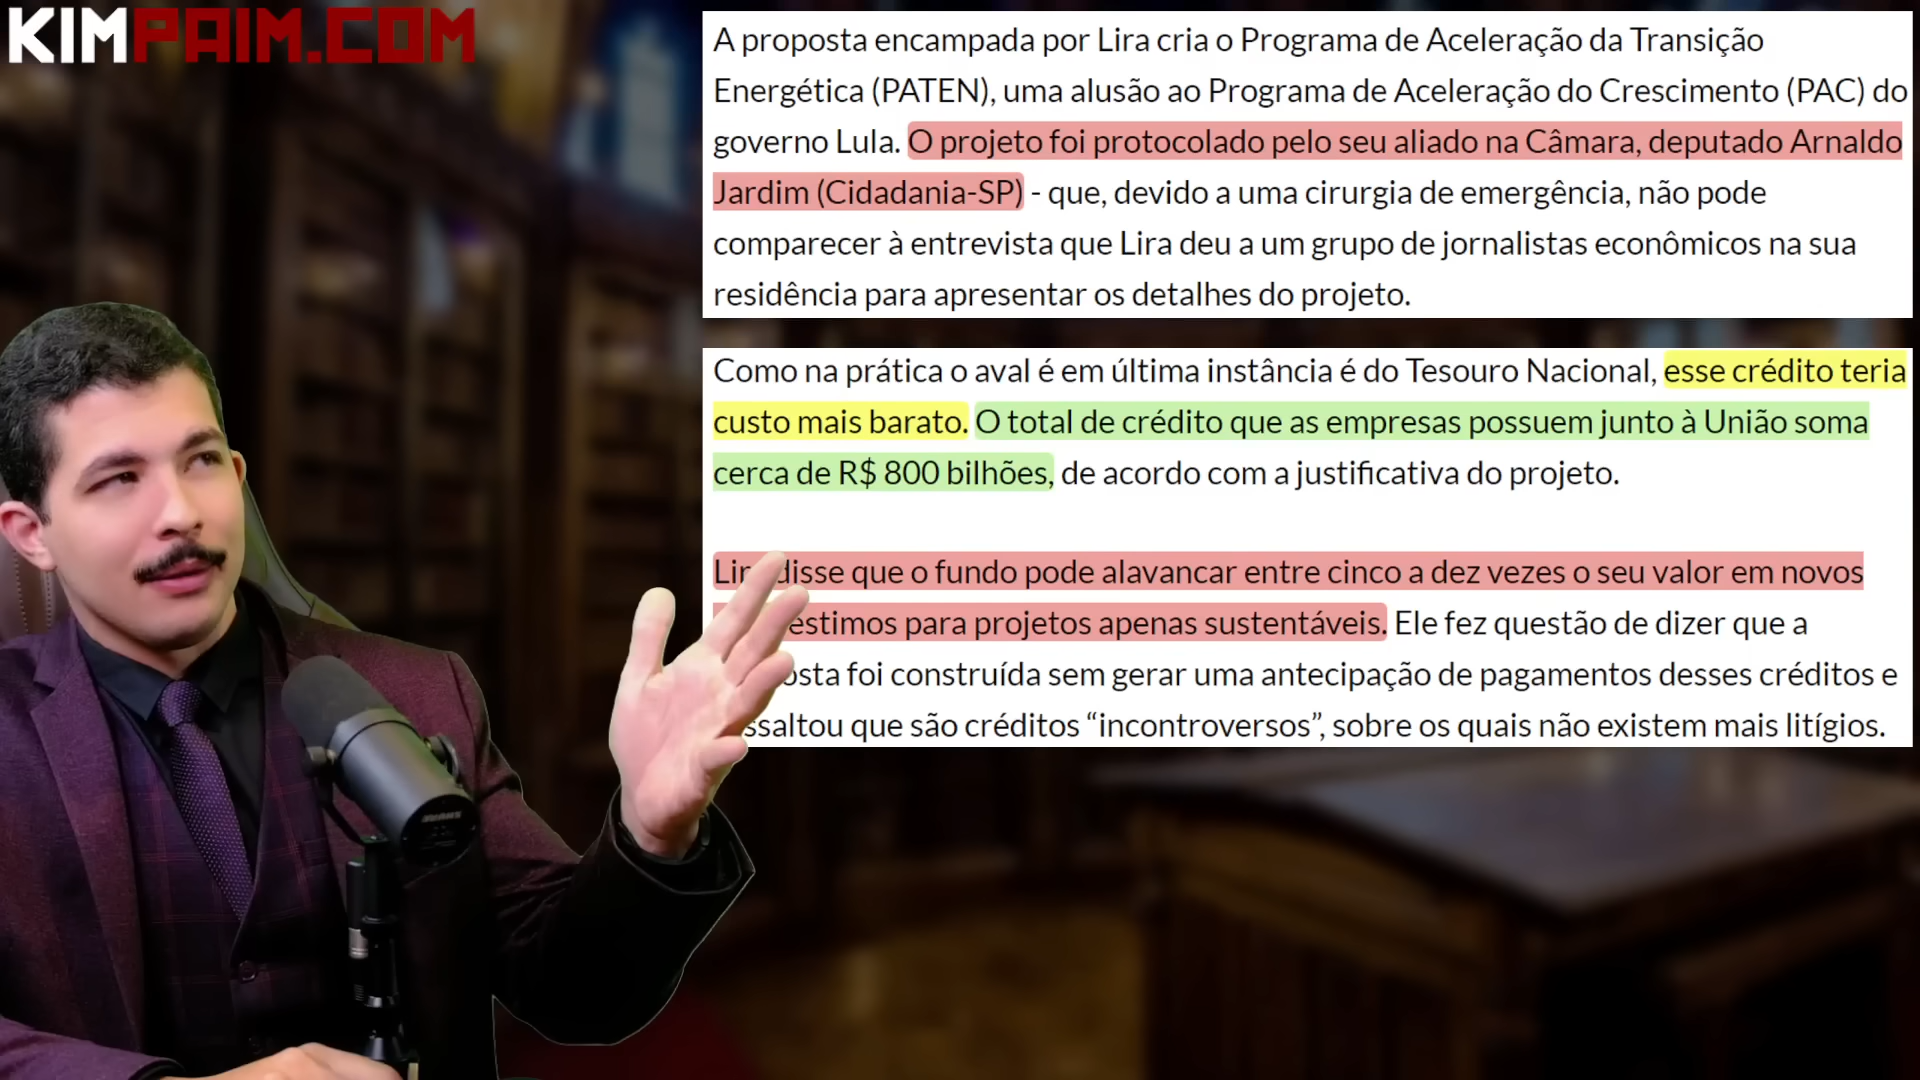 KIMPAIM.COM
A proposta encampada por Lira cria o Programa de Aceleração da Transição
Energética (PATEN), uma alusão ao Programa de Aceleração do Crescimento (PAC) do
governo Lula. O projeto foi protocolado pelo seu aliado na Câmara, deputado Arnaldo
Jardim (Cidadania-SP) - que, devido a uma cirurgia de emergência, não pode
comparecer à entrevista que Lira deu a um grupo de jornalistas econômicos na sua
residência para apresentar os detalhes do projeto.
Como na prática o aval é em última instância é do Tesouro Nacional, esse crédito teria
custo mais barato. O total de crédito que as empresas possuem junto à União soma
cerca de R$ 800 bilhões, de acordo com a justificativa do projeto.
disse que o fundo pode alavancar entre cinco a dez vezes o seu valor em novos
para projetos apenas sustentáveis. Ele fez questão de dizer que a
foi construída sem gerar uma antecipação de pagamentos desses créditos e
que são créditos “incontroversos”, sobre os quais não existem mais litígios.